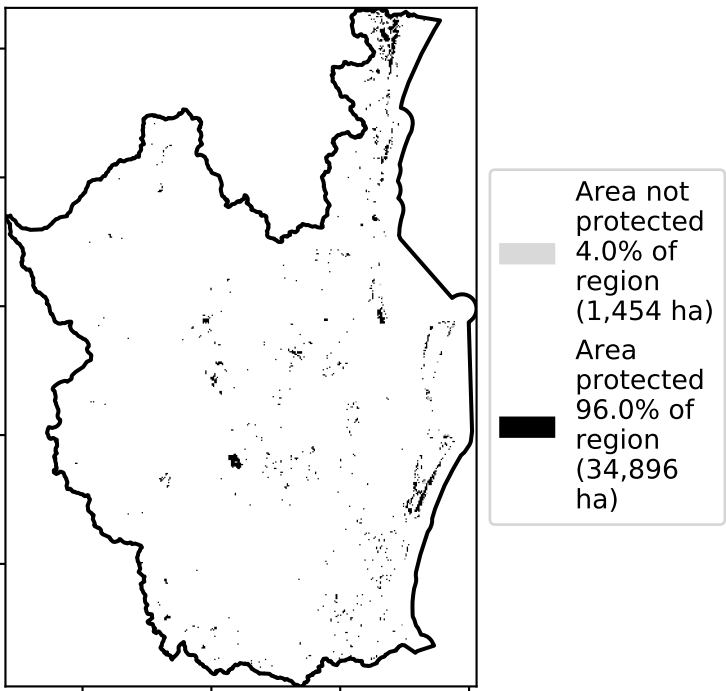 Area not
protected
4.0% of
region
(1,454 ha)
Area
protected
96.0% of
region
(34,896
ha)